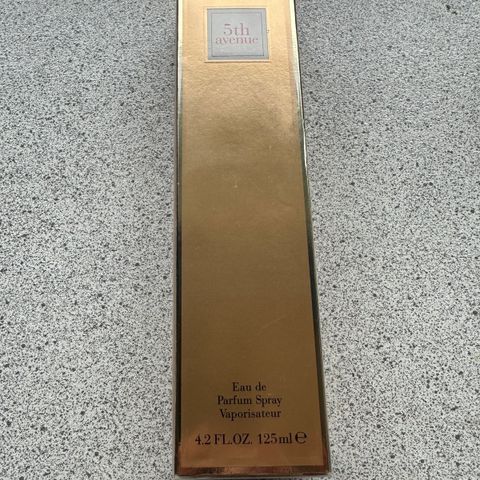 5th
avenue
Eau de
Parfum Spray
Vaporisateur
4.2 FL.OZ. 125ml ℮